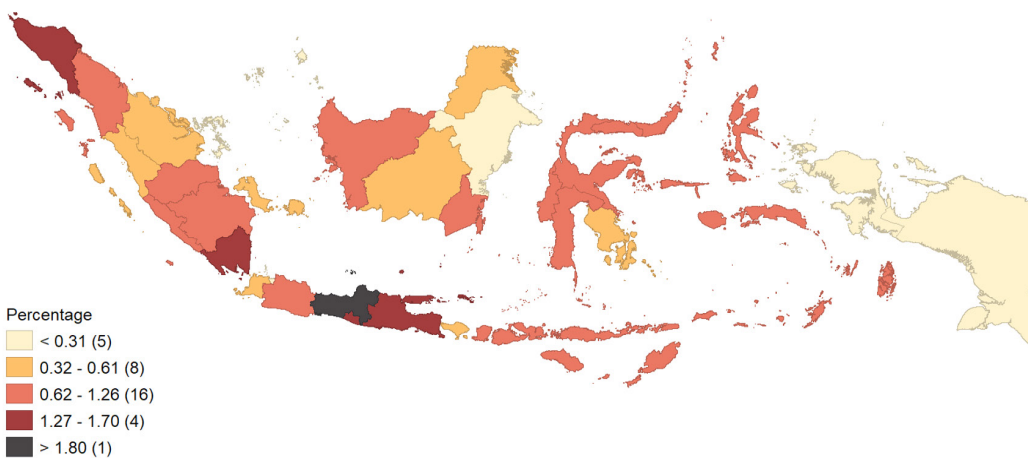 Percentage
< 0.31 (5)
0.32 - 0.61 (8)
0.62 - 1.26 (16)
1.27 - 1.70 (4)
> 1.80 (1)